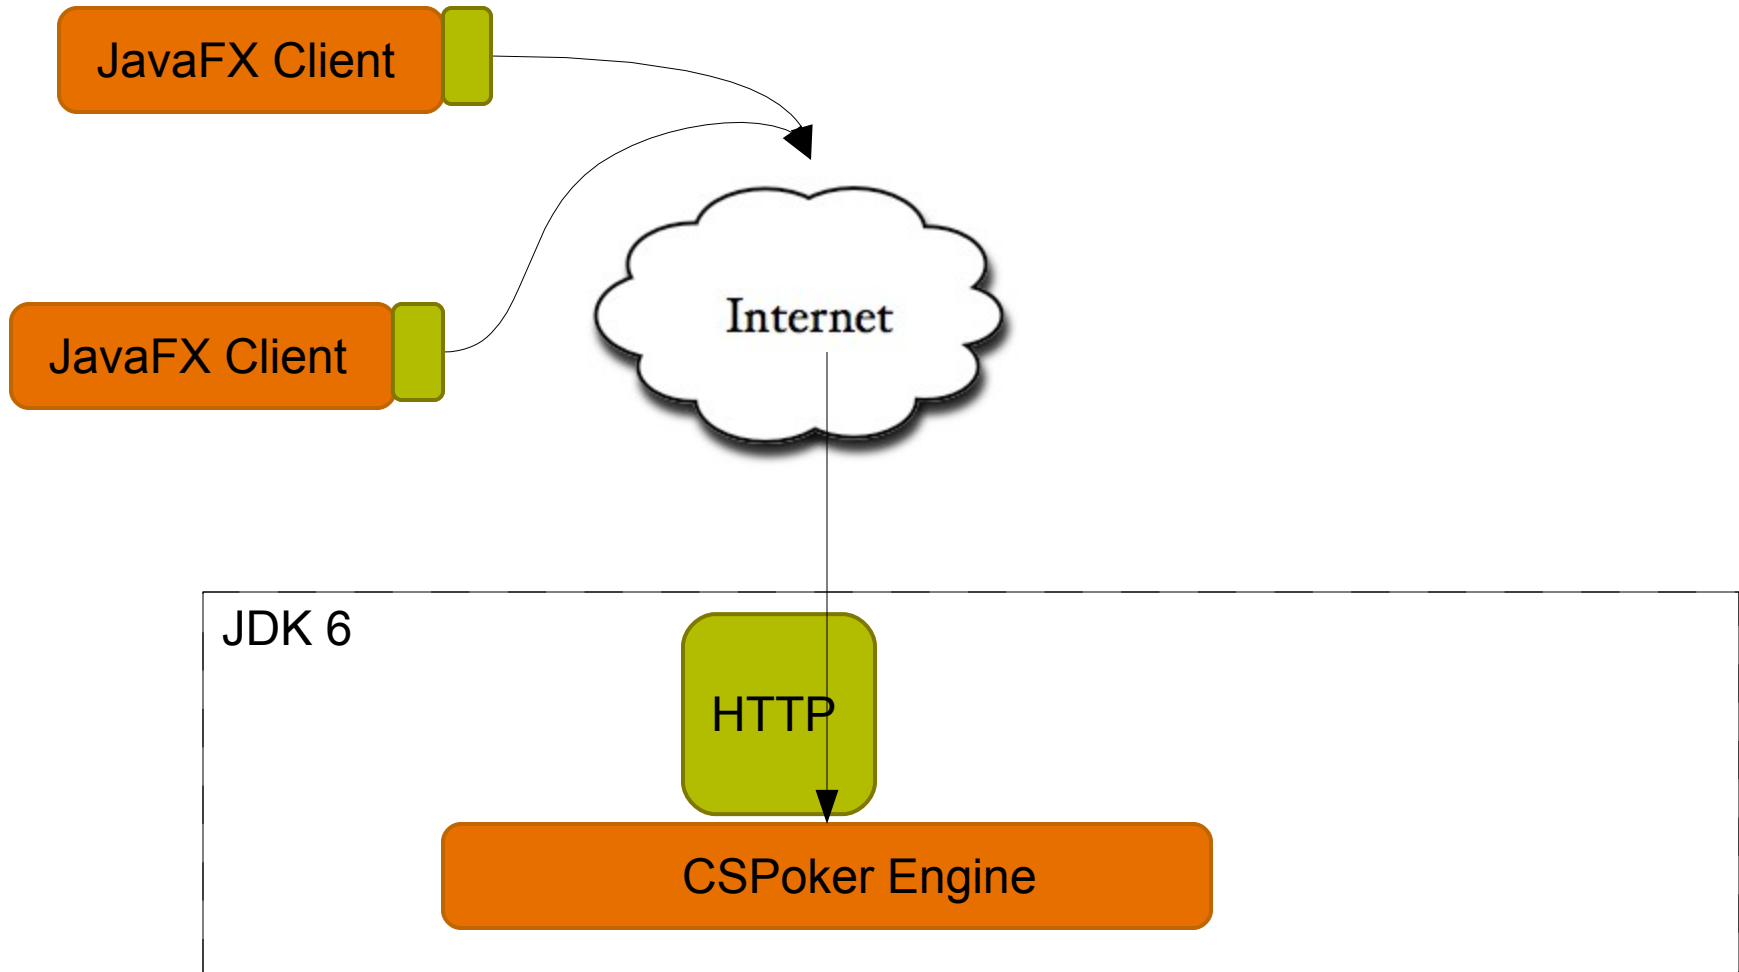 JavaFX Client
Internet
JavaFX Client
JDK 6
HTTP
CSPoker Engine